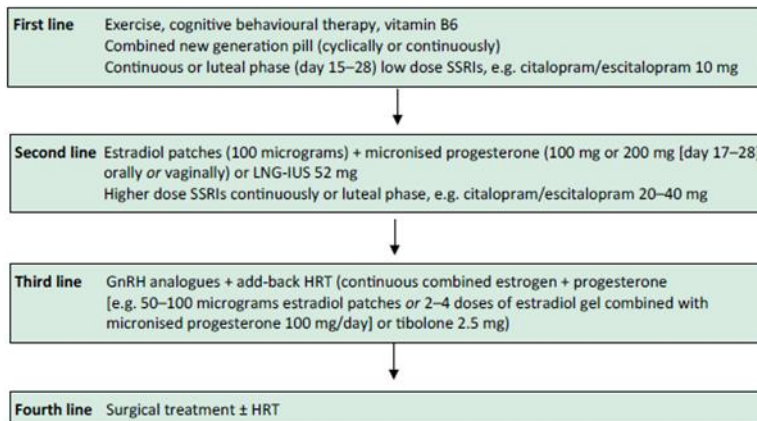 First line Exercise, cognitive behavioural therapy, vitamin B6
Combined new generation pill (cyclically or continuously)
Continuous or luteal phase (day 15–28) low dose SSRIs, e.g. citalopram/escitalopram 10 mg
Second line Estradiol patches (100 micrograms) + micronised progesterone (100 mg or 200 mg [day 17–28]
orally or vaginally) or LNG-IUS 52 mg
Higher dose SSRIs continuously or luteal phase, e.g. citalopram/escitalopram 20–40 mg
Third line GnRH analogues + add-back HRT (continuous combined estrogen + progesterone
[e.g. 50–100 micrograms estradiol patches or 2–4 doses of estradiol gel combined with
micronised progesterone 100 mg/day] or tibolone 2.5 mg)
Fourth line Surgical treatment ± HRT